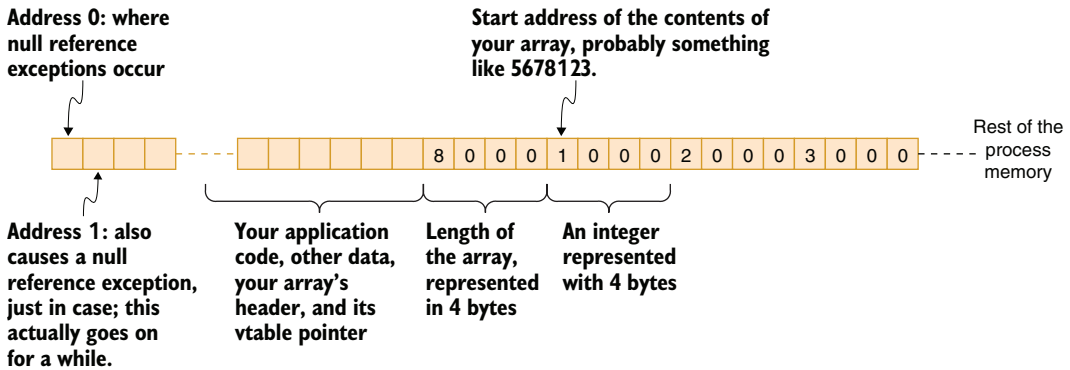 Address 0: where
null reference
exceptions occur
Start address of the contents of
your array, probably something
like 5678123.
8 0 0 0 1 0 0 0 2 0 0 0 3 0 0 0
Rest of the
process
memory
Address 1: also
causes a null
reference exception,
just in case; this
actually goes on
for a while.
Your application
code, other data,
your array's
header, and its
vtable pointer
Length of
the array,
represented
in 4 bytes
An integer
represented
with 4 bytes